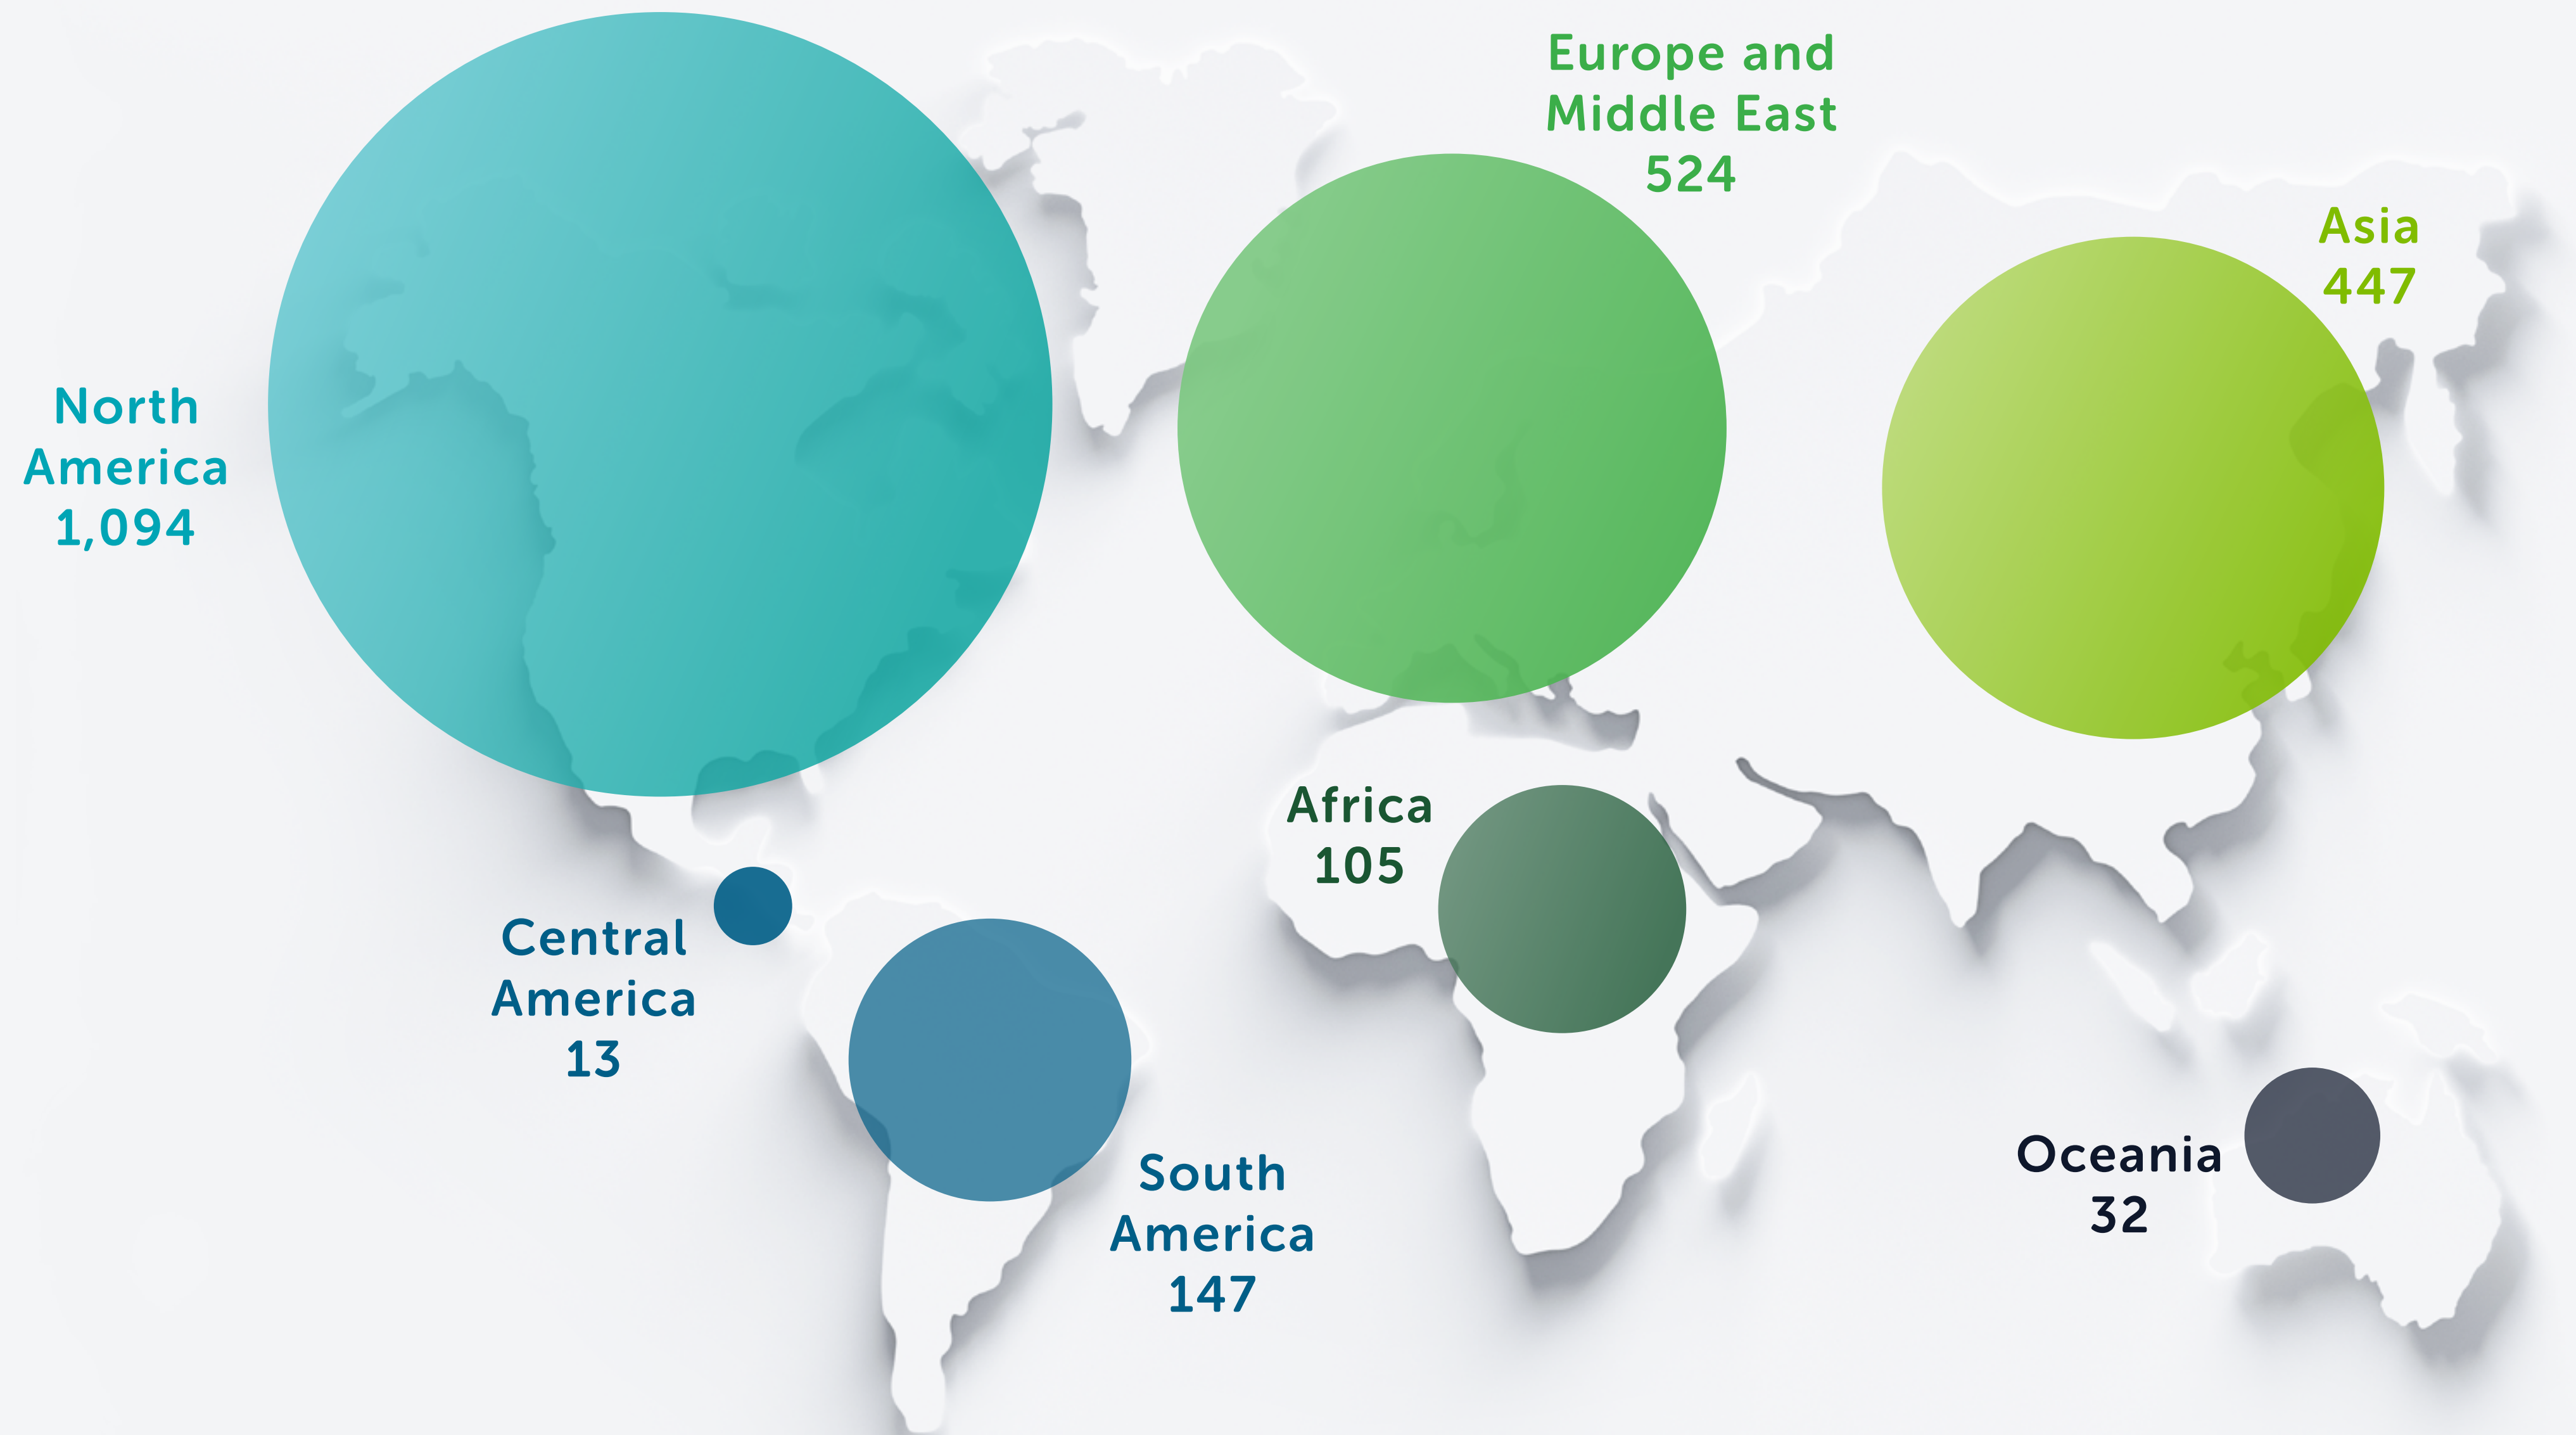 North
America
1,094
Europe and
Middle East
524
Asia
447
Africa
105
Central
America
13
South
America
147
Oceania
32